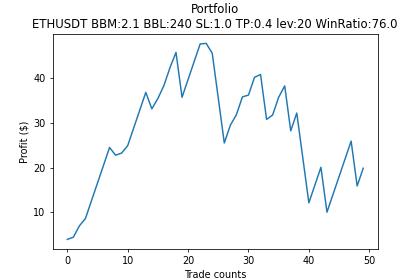 Portfolio
ETHUSDT BBM:2.1 BBL:240 SL:1.0 TP:0.4 lev:20 WinRatio:76.0
40
30
20
10
Profit ($)
0
10
20
30
40
50
Trade counts